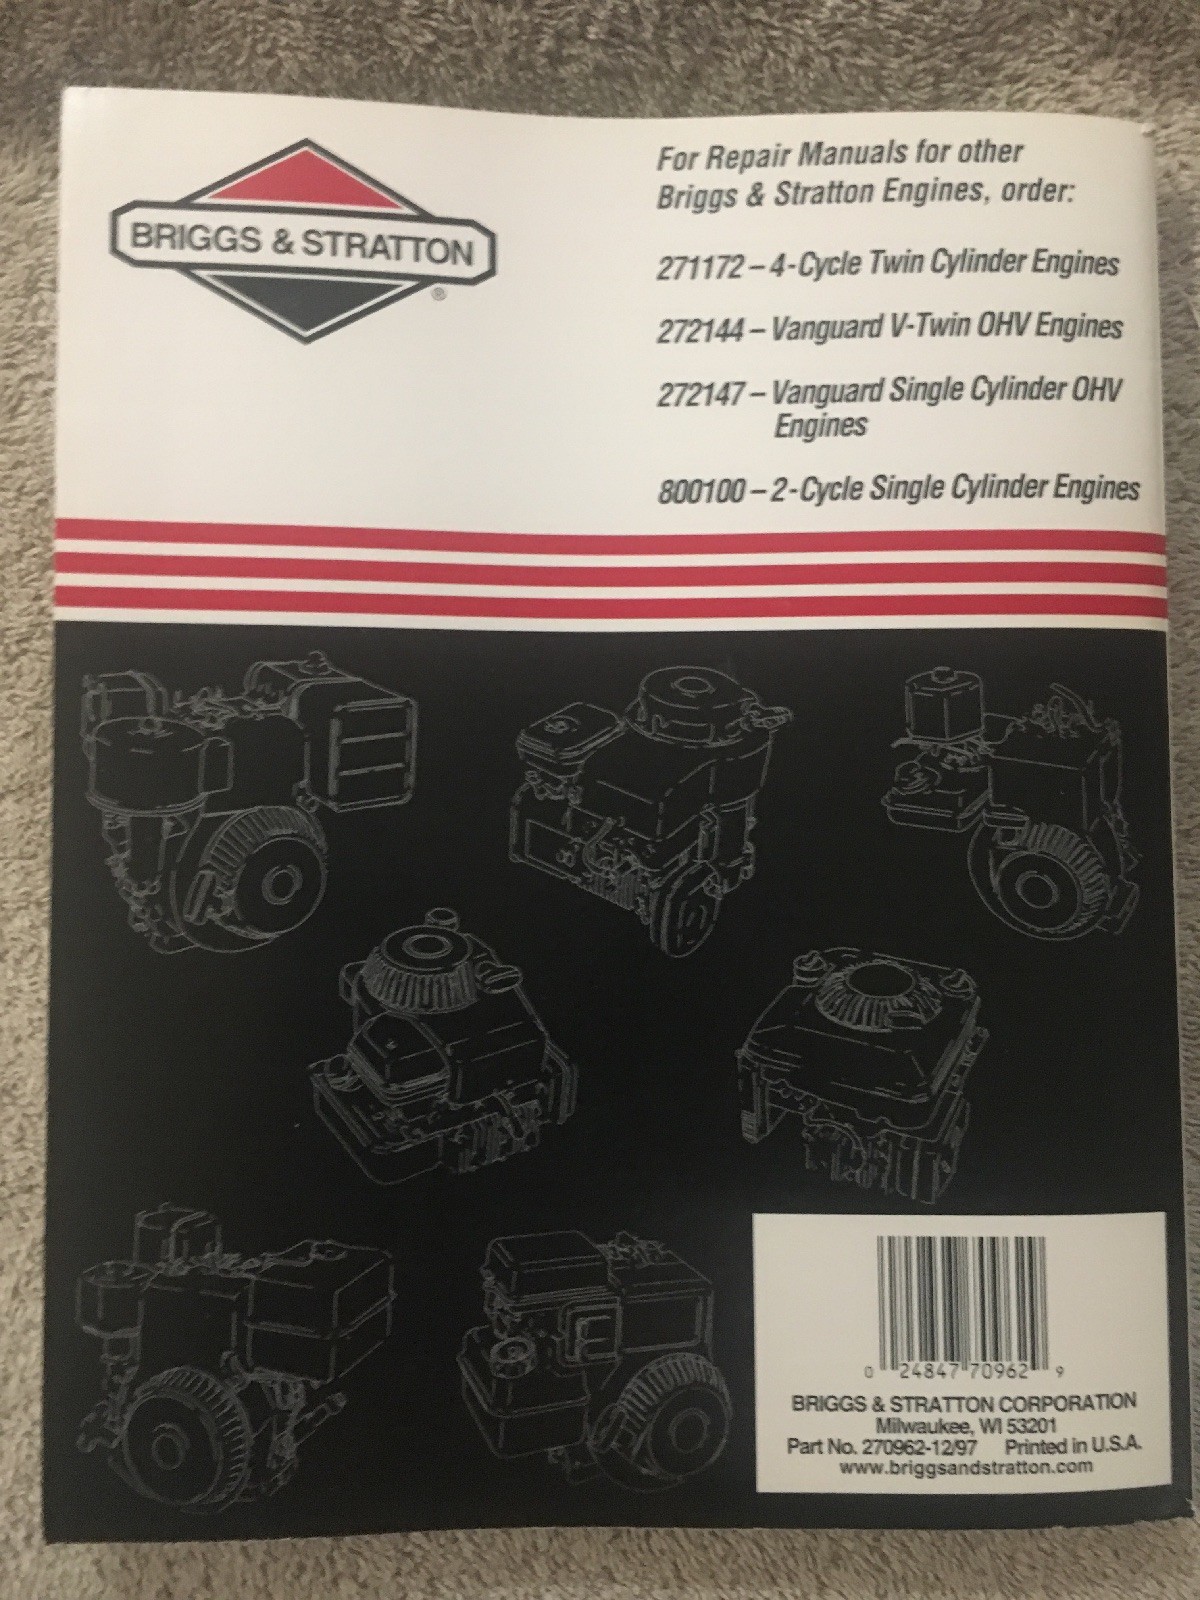 BRIGGS & STRATTON
®
For Repair Manuals for other
Briggs & Stratton Engines, order:
271172 – 4-Cycle Twin Cylinder Engines
272144 – Vanguard V-Twin OHV Engines
272147 – Vanguard Single Cylinder OHV
Engines
800100 – 2-Cycle Single Cylinder Engines
0 24847 70962 9
BRIGGS & STRATTON CORPORATION
Milwaukee, WI 53201
Part No. 270962-12/97 Printed in U.S.A.
www.briggsandstratton.com